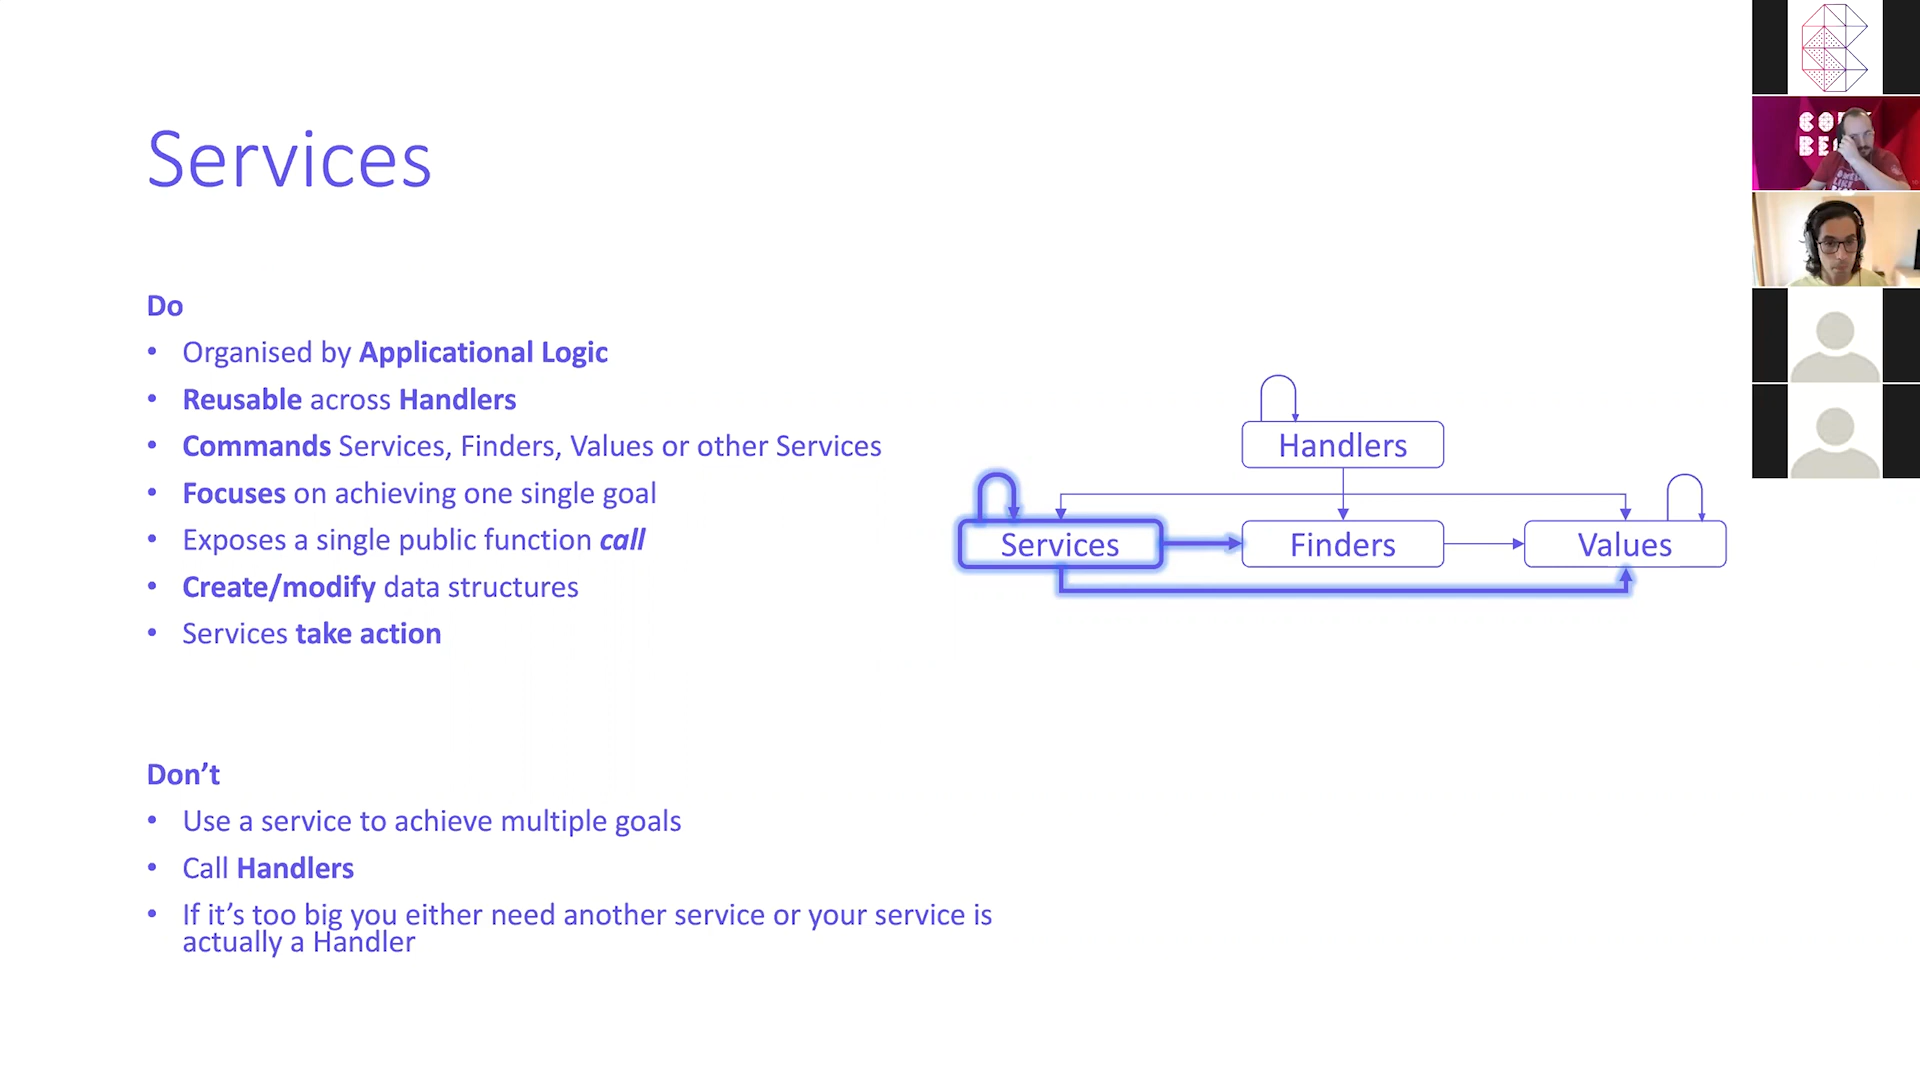 Services
Do
• Organised by Applicational Logic
• Reusable across Handlers
• Commands Services, Finders, Values or other Services
• Focuses on achieving one single goal
• Exposes a single public function call
• Create/modify data structures
• Services take action
Don’t
• Use a service to achieve multiple goals
• Call Handlers
• If it’s too big you either need another service or your service is
actually a Handler
Handlers
Services
Finders
Values